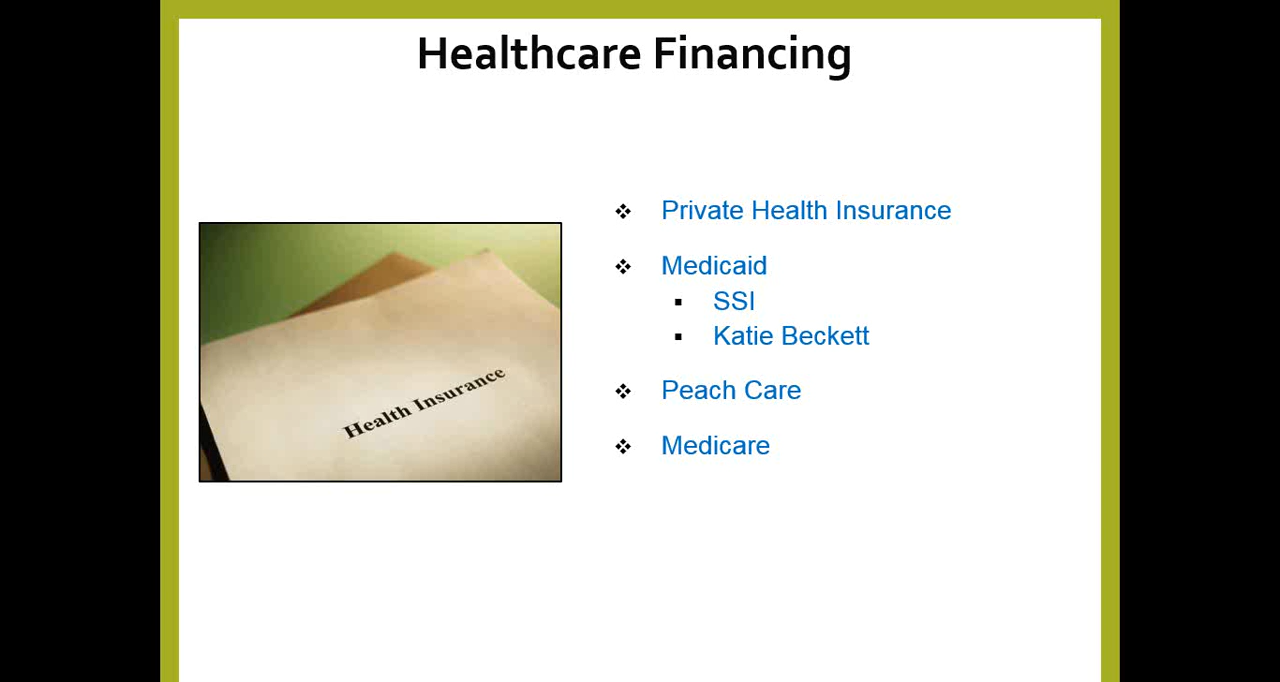 Healthcare Financing
Private Health Insurance
Medicaid
SSI
Katie Beckett
Peach Care
Medicare
Health Insurance